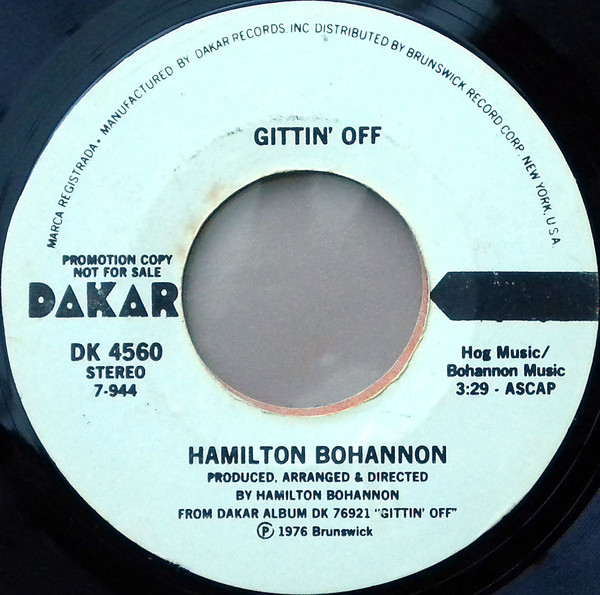 MARCA REGISTRADA • MANUFACTURED BY DAKAR RECORDS, INC DISTRIBUTED BY BRUNSWICK RECORD CORP. NEW YORK, U.S.A.
GITTIN' OFF
PROMOTION COPY
NOT FOR SALE
DAKAR
DK 4560
STEREO
7-944
Hog Music/
Bohannon Music
3:29 - ASCAP
HAMILTON BOHANNON
PRODUCED, ARRANGED & DIRECTED
BY HAMILTON BOHANNON
FROM DAKAR ALBUM DK 76921 "GITTIN' OFF"
Ⓟ 1976 Brunswick